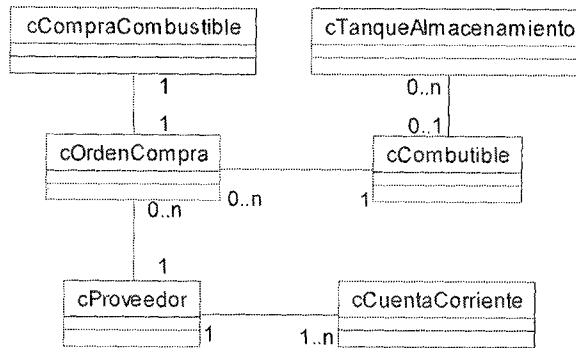 cCompraCombustible
cTanqueAlmacenamiento
1
0..n
1
0..1
cOrdenCompra
cCombutible
0..n
0..n
1
1
cProveedor
cCuentaCorriente
1
1..n